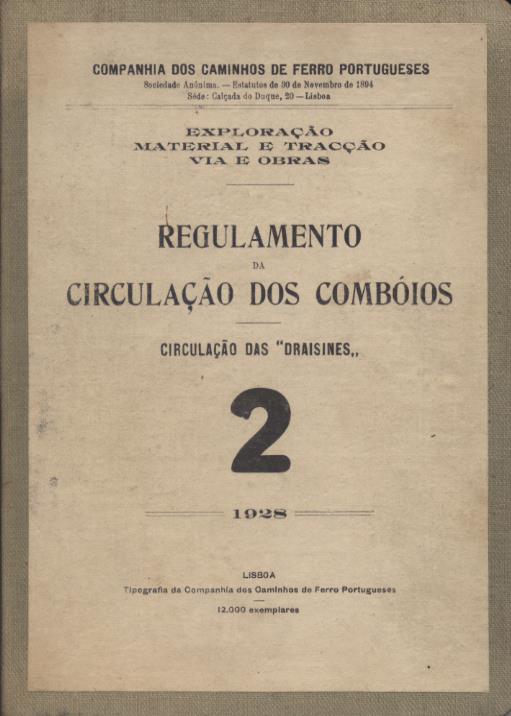 COMPANHIA DOS CAMINHOS DE FERRO PORTUGUESES
Sociedade Anónima. — Estatutos de 30 de Novembro de 1894
Séde: Calçada do Duque, 20 — Lisboa
EXPLORAÇÃO
MATERIAL E TRACÇÃO
VIA E OBRAS
REGULAMENTO
DA
CIRCULAÇÃO DOS COMBÓIOS
CIRCULAÇÃO DAS "DRAISINES„
2
1928
LISBOA
Tipografia da Companhia dos Caminhos de Ferro Portugueses
12.000 exemplares